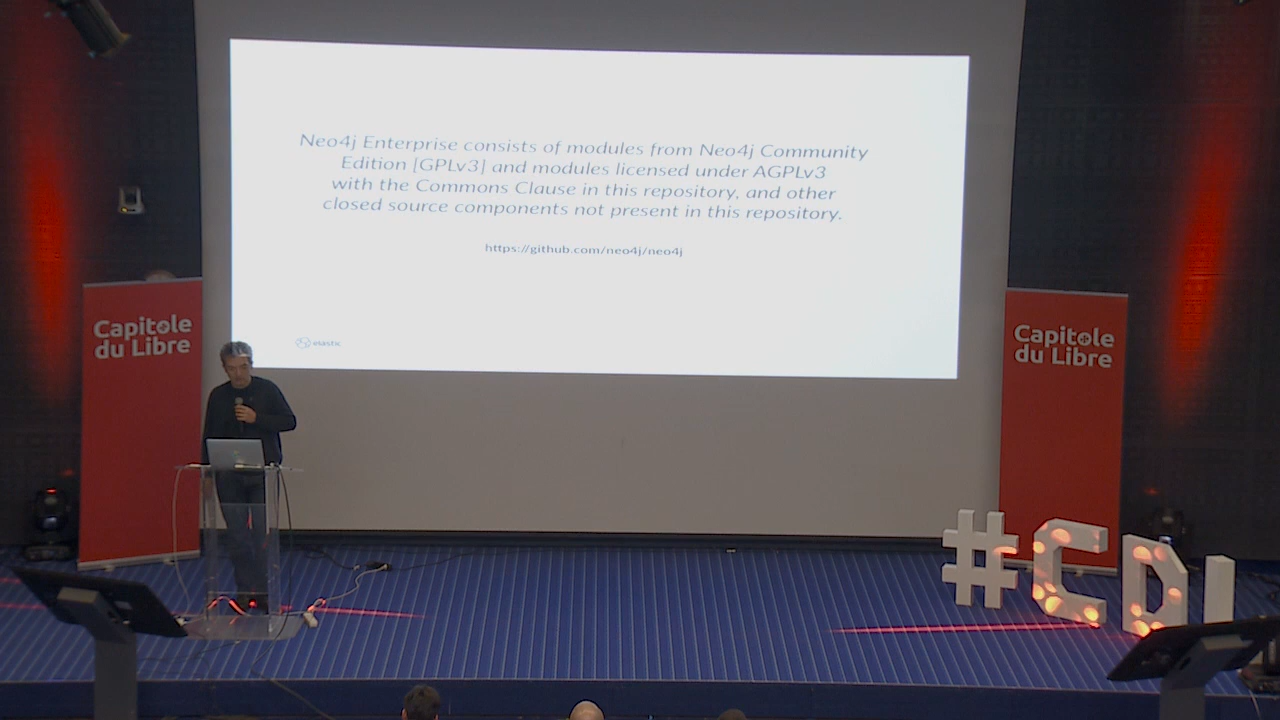 Neo4j Enterprise consists of modules from Neo4j Community
Edition [GPLv3] and modules licensed under AGPLv3
with the Commons Clause in this repository, and other
closed source components not present in this repository.
https://github.com/neo4j/neo4j
elastic
Capitole
du Libre
Capitole
du Libre
#CDL